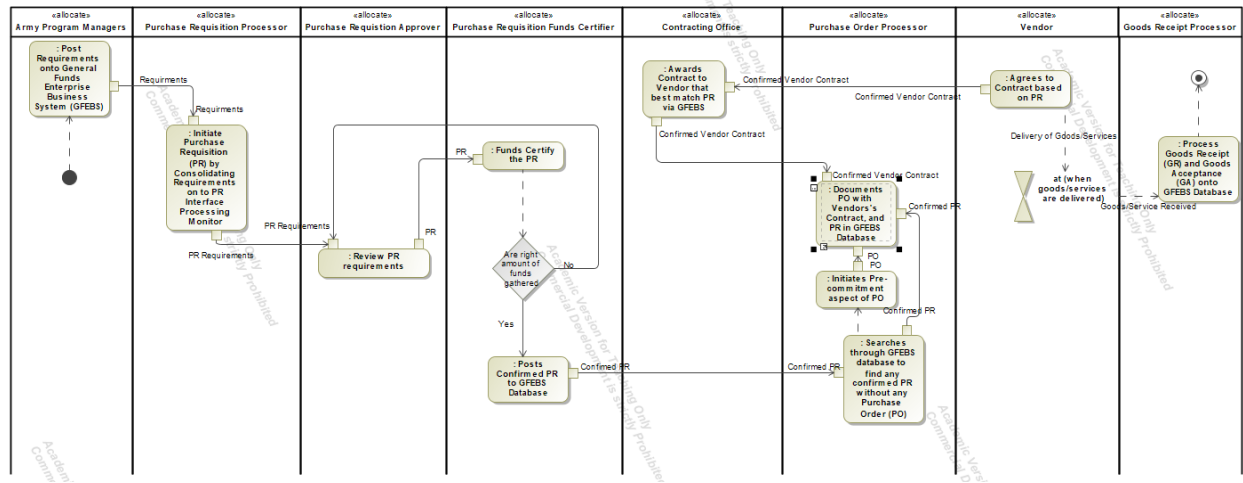 «allocate»
Army Program Managers
«allocate»
Purchase Requisition Processor
«allocate»
Purchase Requistion Approver
«allocate»
Purchase Requisition Funds Certifier
«allocate»
Contracting Office
«allocate»
Purchase Order Processor
«allocate»
Vendor
«allocate»
Goods Receipt Processor
: Post
Requirements
onto General
Funds
Enterprise
Business
System (GFEBS)
Requirments
Requirments
: Initiate
Purchase
Requisition
(PR) by
Consolidating
Requirements
on to PR
Interface
Processing
Monitor
PR Requirements
PR Requirements
: Review PR
requirements
PR
PR
: Funds Certify
the PR
Are right
amount of
funds
gathered
No
Yes
: Posts
Confirmed PR
to GFEBS
Database
Confimed PR
Confimed PR
: Awards
Contract to
Vendor that
best match PR
via GFEBS
Confirmed Vendor Contract
Confirmed Vendor Contract
Confirmed Vendor Contract
Confirmed Vendor Contract
: Documents
PO with
Vendors's
Contract, and
PR in GFEBS
Database
Confirmed PR
PO
PO
: Initiates Pre-
commitment
aspect of PO
Confirmed PR
: Searches
through GFEBS
database to
find any
confirmed PR
without any
Purchase
Order (PO)
: Agrees to
Contract based
on PR
Delivery of Goods/Services
at (when
goods/services
are delivered)
Goods/Service Received
: Process
Goods Receipt
(GR) and Goods
Acceptance
(GA) onto
GFEBS Database
Academic Version for Teaching Only
Commercial Development is strictly Prohibited